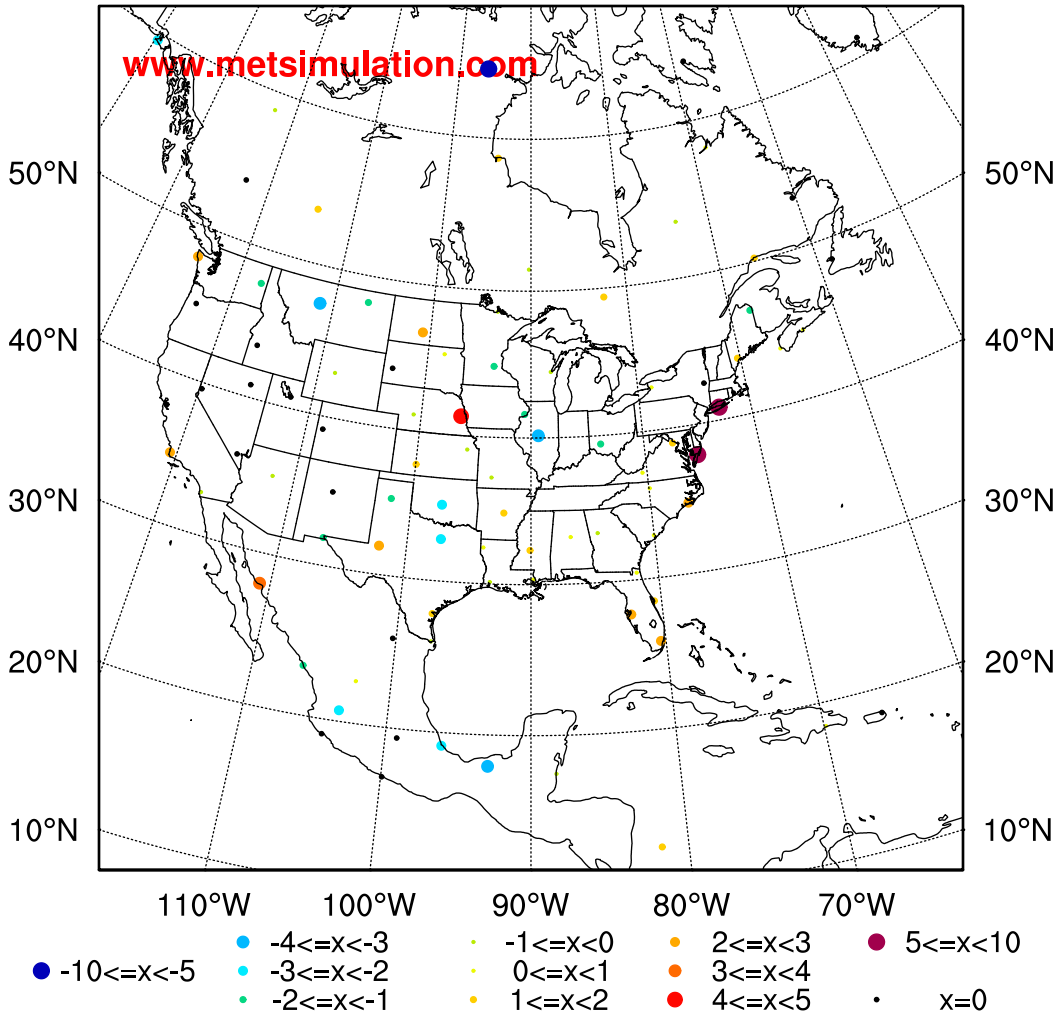 www.metsimulation.com
50°N 50°N
40°N 40°N
30°N 30°N
20°N 20°N
10°N 10°N
110°W 100°W 90°W 80°W 70°W
-4<=x<-3 -1<=x<0 2<=x<3 5<=x<10
-10<=x<-5 -3<=x<-2 0<=x<1 3<=x<4
-2<=x<-1 1<=x<2 4<=x<5 x=0